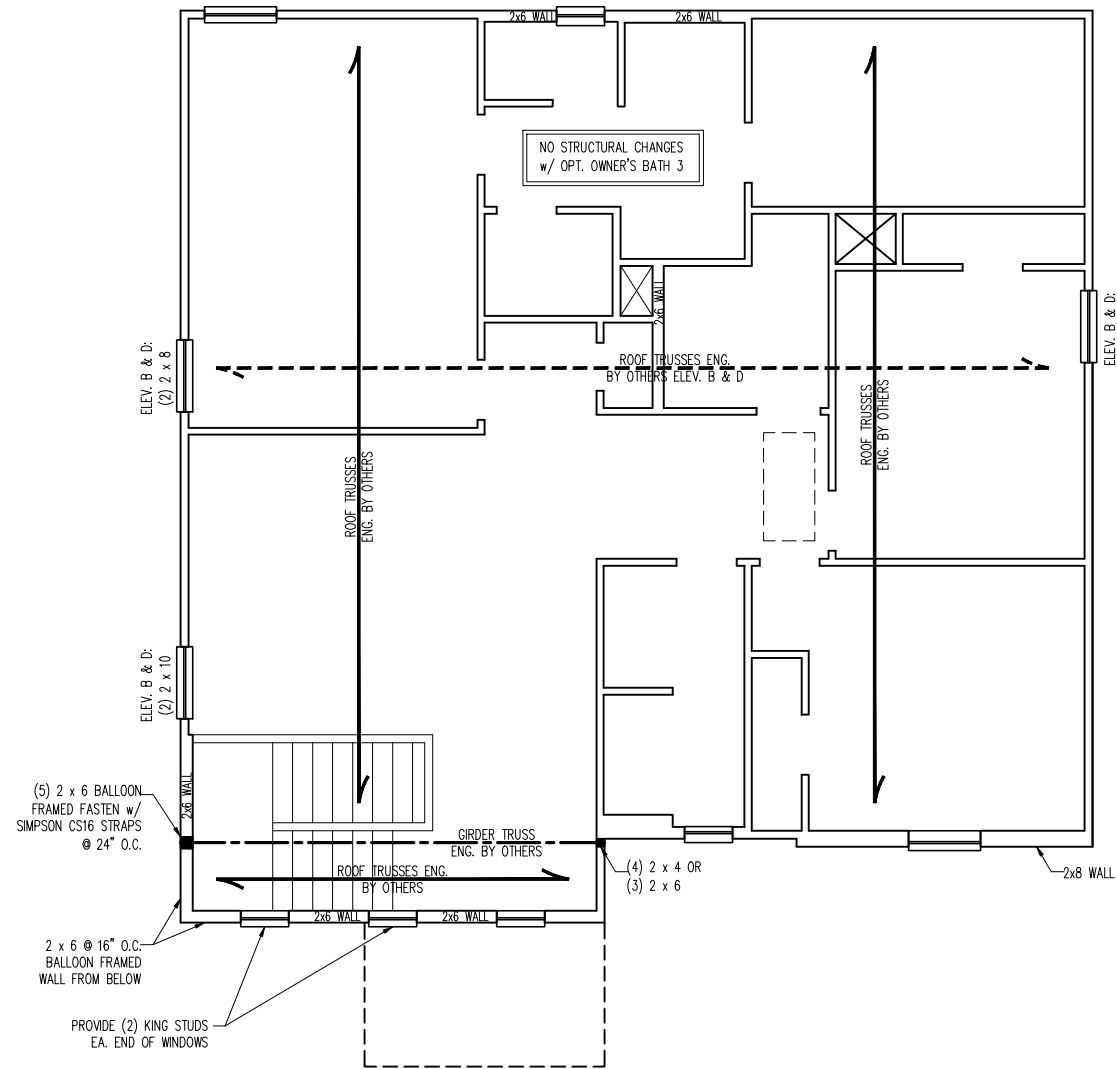 2x6 WALL
2x6 WALL
NO STRUCTURAL CHANGES
w/ OPT. OWNER'S BATH 3
2x6 WALL
ELEV. B & D:
(2) 2 x 8
ROOF TRUSSES ENG.
BY OTHERS ELEV. B & D
ELEV. B & D:
ROOF TRUSSES
ENG. BY OTHERS
ROOF TRUSSES
ENG. BY OTHERS
ELEV. B & D:
(2) 2 x 10
2x6 WALL
(5) 2 x 6 BALLOON
FRAMED FASTEN w/
SIMPSON CS16 STRAPS
@ 24" O.C.
GIRDER TRUSS
ENG. BY OTHERS
ROOF TRUSSES ENG.
BY OTHERS
(4) 2 x 4 OR
(3) 2 x 6
2x8 WALL
2x6 WALL
2x6 WALL
2 x 6 @ 16" O.C.
BALLOON FRAMED
WALL FROM BELOW
PROVIDE (2) KING STUDS
EA. END OF WINDOWS